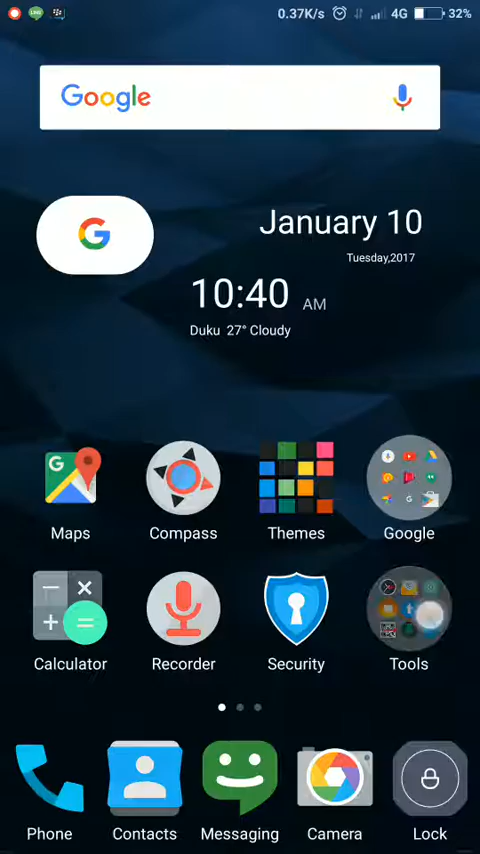 0.37K/s 4G 32%
Google
January 10
Tuesday,2017
10:40 AM
Duku 27° Cloudy
Maps Compass Themes Google
Calculator Recorder Security Tools
Phone Contacts Messaging Camera Lock